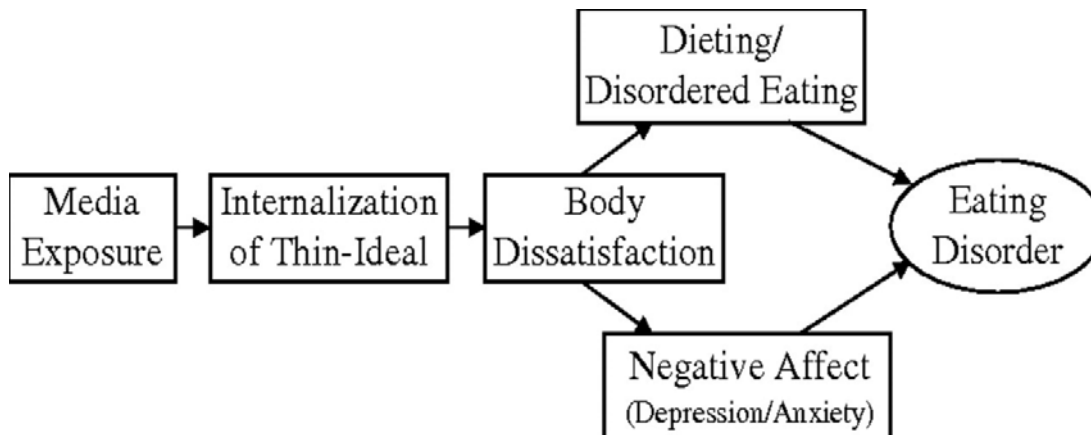 Dieting/
Disordered Eating
Media
Exposure
Internalization
of Thin-Ideal
Body
Dissatisfaction
Eating
Disorder
Negative Affect
(Depression/Anxiety)